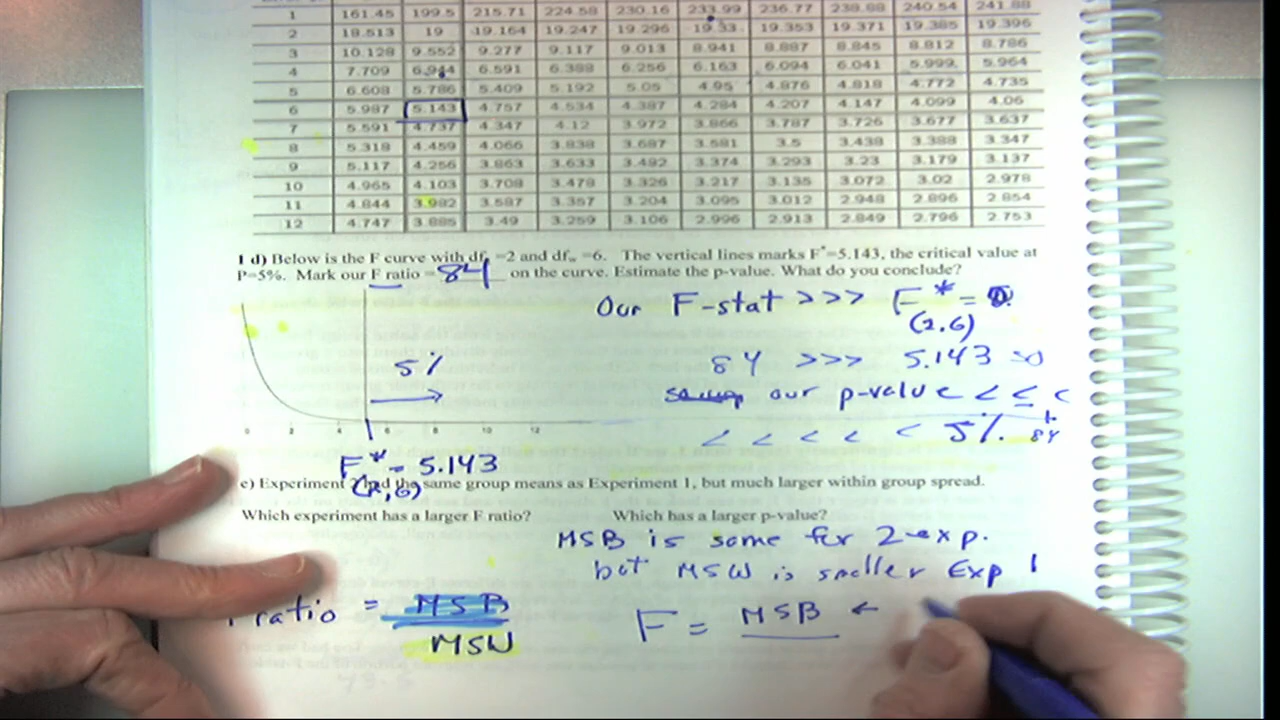 1 161.45 199.5 215.71 224.58 230.16 233.99 236.77 238.88 240.54 241.88
2 18.513 19 19.164 19.247 19.296 19.33 19.353 19.371 19.385 19.396
3 10.128 9.552 9.277 9.117 9.013 8.941 8.887 8.845 8.812 8.786
4 7.709 6.944 6.591 6.388 6.256 6.163 6.094 6.041 5.999 5.964
5 6.608 5.786 5.409 5.192 5.05 4.95 4.876 4.818 4.772 4.735
6 5.987 5.143 4.757 4.534 4.387 4.284 4.207 4.147 4.099 4.06
7 5.591 4.737 4.347 4.12 3.972 3.866 3.787 3.726 3.677 3.637
8 5.318 4.459 4.066 3.838 3.687 3.581 3.5 3.438 3.388 3.347
9 5.117 4.256 3.863 3.633 3.482 3.374 3.293 3.23 3.179 3.137
10 4.965 4.103 3.708 3.478 3.326 3.217 3.135 3.072 3.02 2.978
11 4.844 3.982 3.587 3.357 3.204 3.095 3.012 2.948 2.896 2.854
12 4.747 3.885 3.49 3.259 3.106 2.996 2.913 2.849 2.796 2.753
1 d) Below is the F curve with df =2 and df =6. The vertical lines marks F*=5.143, the critical value at
P=5%. Mark our F ratio = 84 on the curve. Estimate the p-value. What do you conclude?
Our F-stat >>> F* =
(2,6)
84 >>> 5.143 so
our p-value < < <
< < < < < 5%. 84
5%
0 2 4 6 8 10 12
F* = 5.143
(2,6)
e) Experiment 2 had the same group means as Experiment 1, but much larger within group spread.
Which experiment has a larger F ratio? Which has a larger p-value?
MSB is same for 2 exp.
but MSW is smaller Exp 1
ratio = MSB
MSW
F = MSB ←